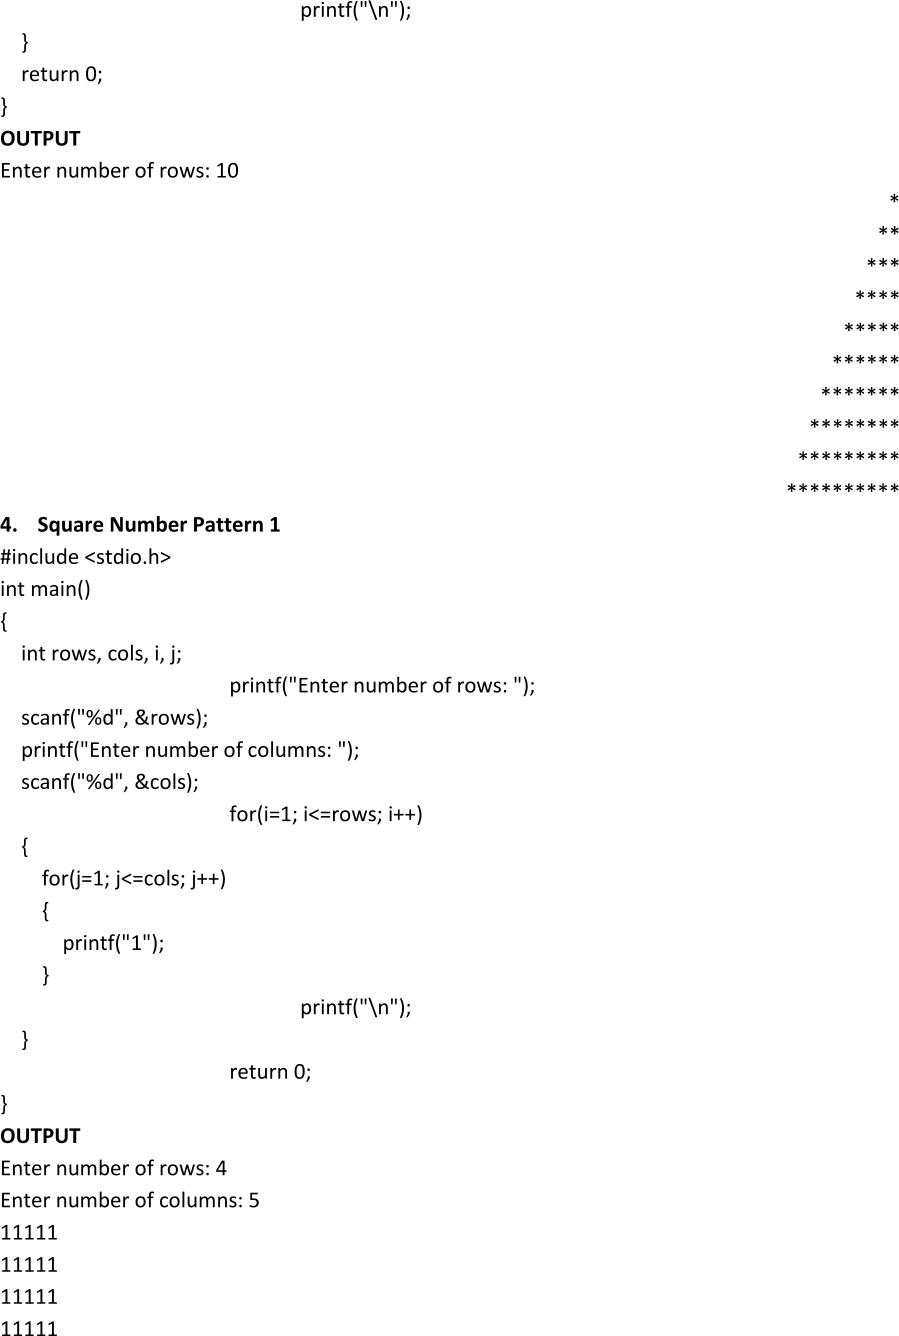 printf("\n");
}
return 0;
}
OUTPUT
Enter number of rows: 10
*
**
***
****
*****
******
*******
********
*********
**********
4. Square Number Pattern 1
#include <stdio.h>
int main()
{
int rows, cols, i, j;
printf("Enter number of rows: ");
scanf("%d", &rows);
printf("Enter number of columns: ");
scanf("%d", &cols);
for(i=1; i<=rows; i++)
{
for(j=1; j<=cols; j++)
{
printf("1");
}
printf("\n");
}
return 0;
}
OUTPUT
Enter number of rows: 4
Enter number of columns: 5
11111
11111
11111
11111